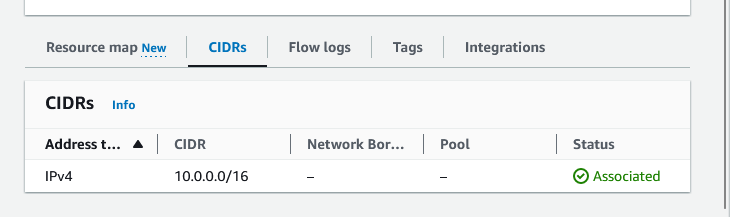 Resource map New CIDRs Flow logs Tags Integrations
CIDRs Info
Address t... CIDR Network Bor... Pool Status
IPv4 10.0.0.0/16 – – Associated